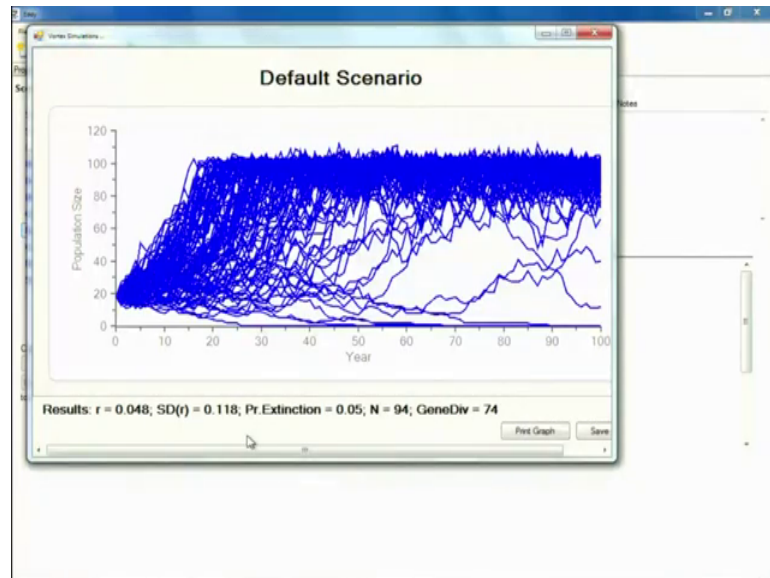 Vortex Simulations...
Default Scenario
Notes
120
100
80
60
40
20
0
Population Size
0 10 20 30 40 50 60 70 80 90 100
Year
Results: r = 0.048; SD(r) = 0.118; Pr.Extinction = 0.05; N = 94; GeneDiv = 74
Print Graph Save